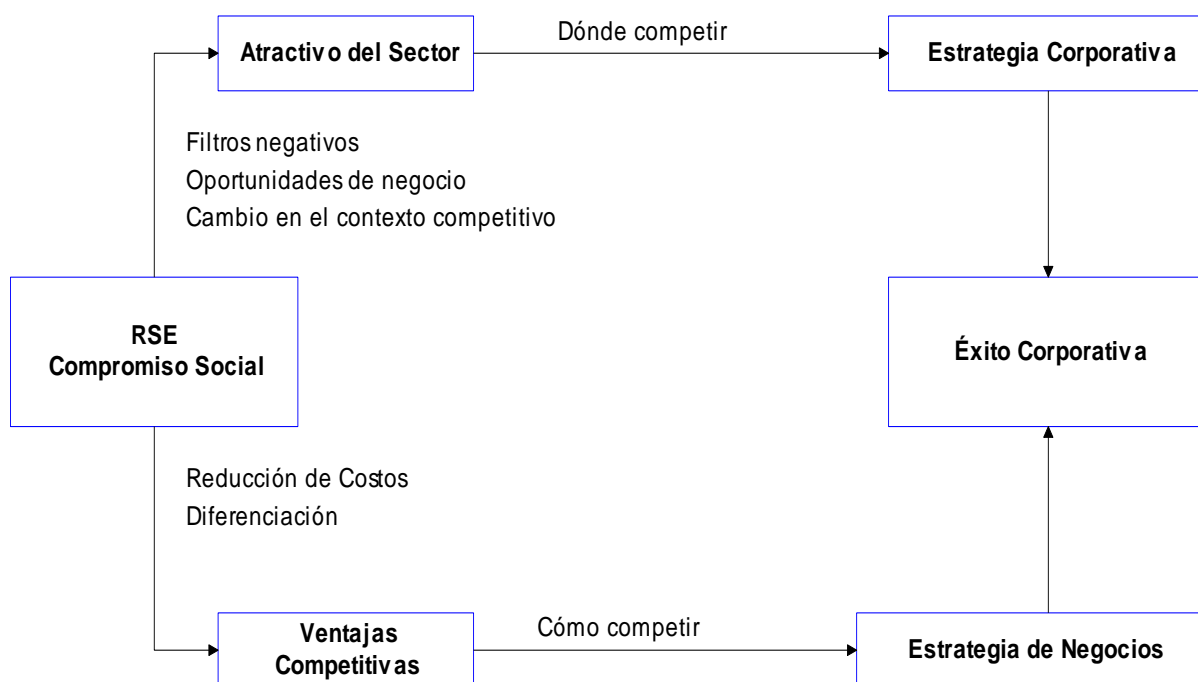 Dónde competir
Atractivo del Sector
Estrategia Corporativa
Filtros negativos
Oportunidades de negocio
Cambio en el contexto competitivo
RSE
Compromiso Social
Éxito Corporativa
Reducción de Costos
Diferenciación
Cómo competir
Ventajas
Competitivas
Estrategia de Negocios